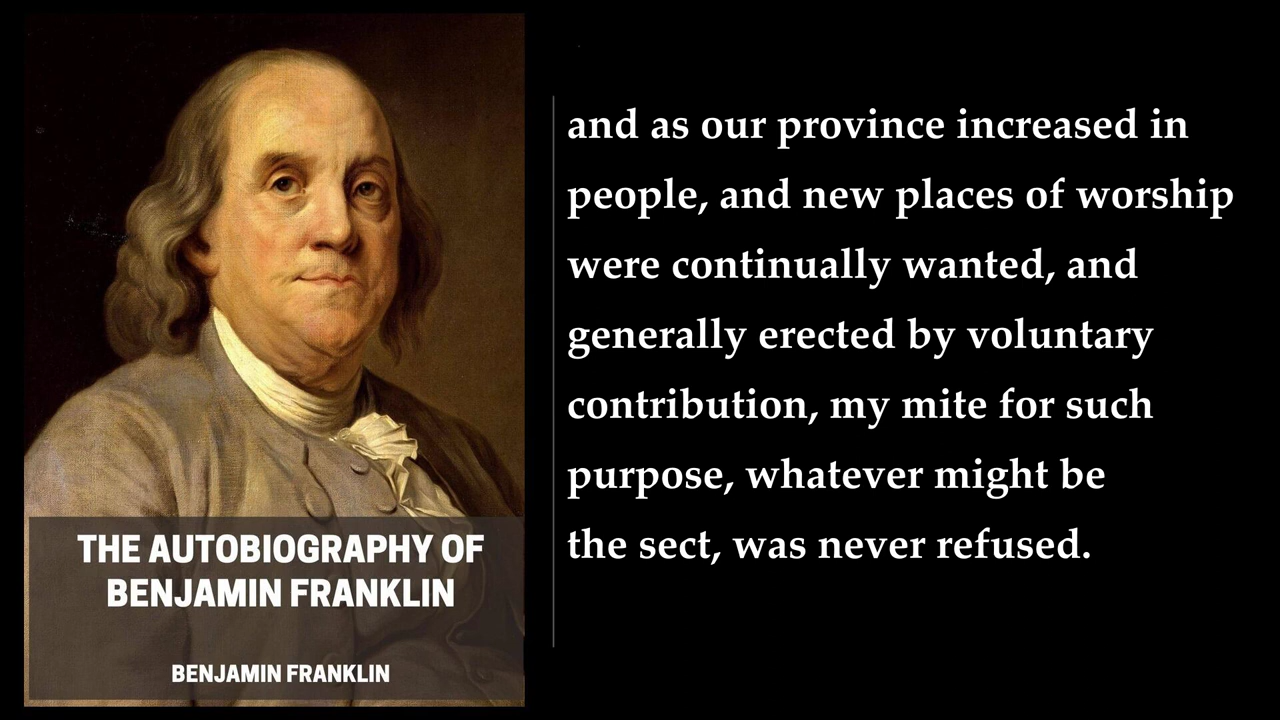 THE AUTOBIOGRAPHY OF
BENJAMIN FRANKLIN
BENJAMIN FRANKLIN
and as our province increased in
people, and new places of worship
were continually wanted, and
generally erected by voluntary
contribution, my mite for such
purpose, whatever might be
the sect, was never refused.